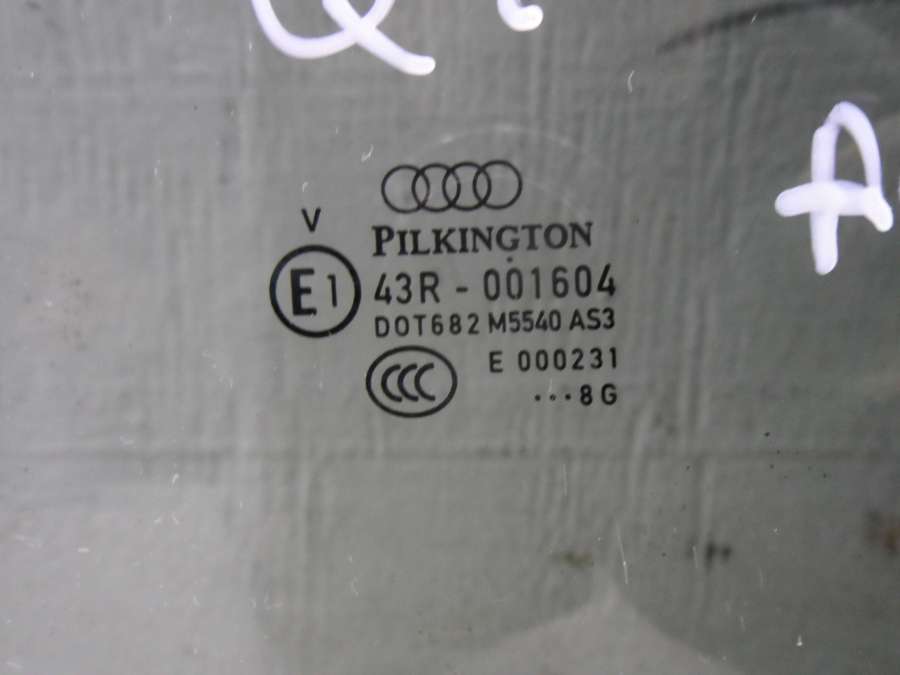 V
PILKINGTON
E1 43R - 001604
DOT682 M5540 AS3
CCC E 000231
...8G
A